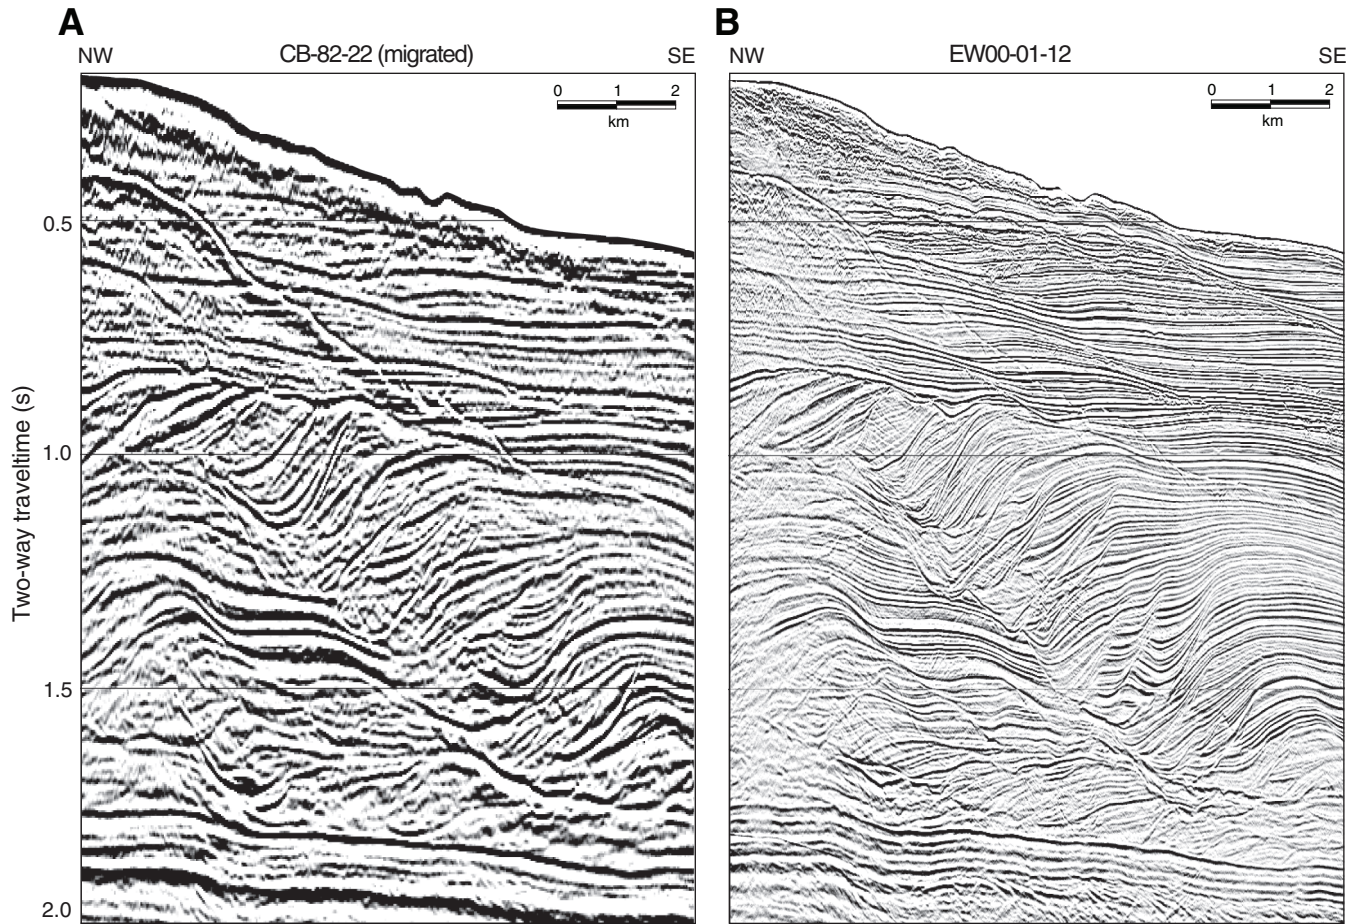 A
B
NW CB-82-22 (migrated) SE
NW EW00-01-12 SE
0 1 2
km
0 1 2
km
0.5
1.0
1.5
2.0
Two-way traveltime (s)